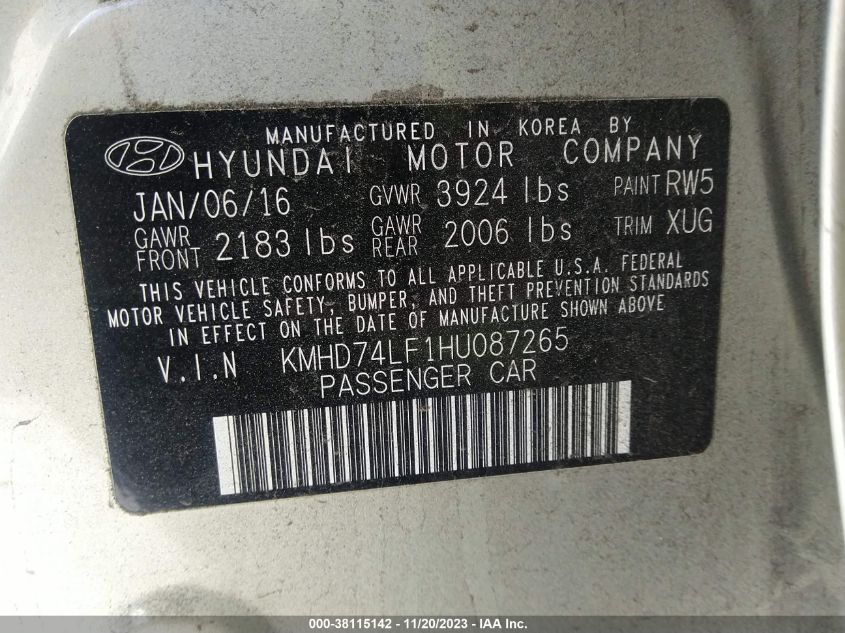 MANUFACTURED IN KOREA BY
HYUNDAI MOTOR COMPANY
JAN/06/16 GVWR 3924 lbs PAINT RW5
GAWR FRONT 2183 lbs GAWR REAR 2006 lbs TRIM XUG
THIS VEHICLE CONFORMS TO ALL APPLICABLE U.S.A. FEDERAL
MOTOR VEHICLE SAFETY, BUMPER, AND THEFT PREVENTION STANDARDS
IN EFFECT ON THE DATE OF MANUFACTURE SHOWN ABOVE
V.I.N KMHD74LF1HU087265
PASSENGER CAR
000-38115142 - 11/20/2023 - IAA Inc.